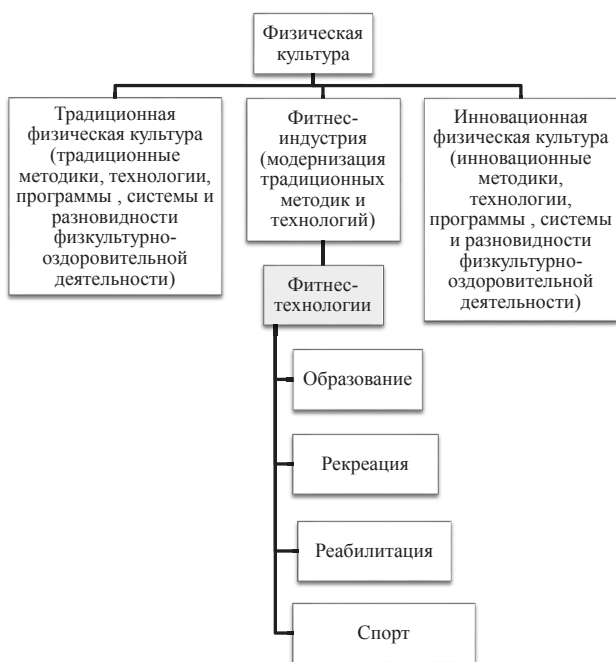 Физическая
культура
Традиционная
физическая культура
(традиционные
методики, технологии,
программы , системы и
разновидности
физкультурно-
оздоровительной
деятельности)
Фитнес-
индустрия
(модернизация
традиционных
методик и
технологий)
Инновационная
физическая культура
(инновационные
методики,
технологии,
программы , системы
и разновидности
физкультурно-
оздоровительной
деятельности)
Фитнес-
технологии
Образование
Рекреация
Реабилитация
Спорт